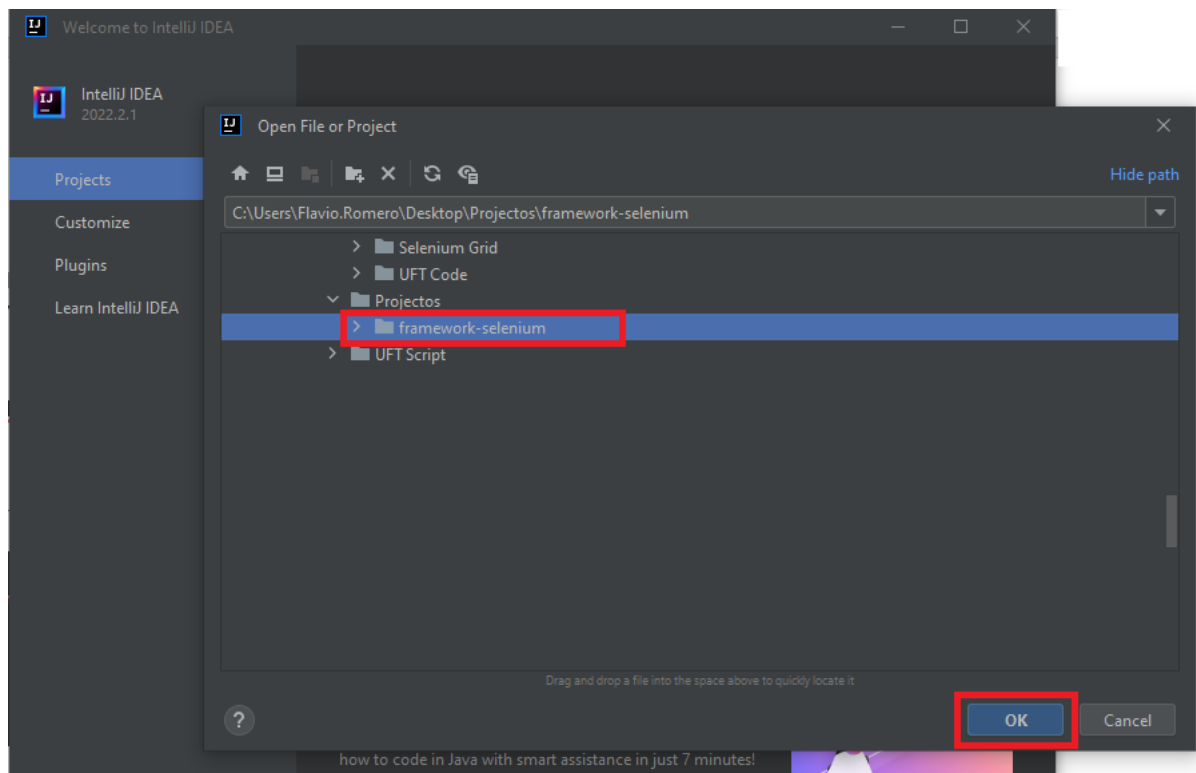 Welcome to IntelliJ IDEA
IntelliJ IDEA
2022.2.1
Projects
Customize
Plugins
Learn IntelliJ IDEA
Open File or Project
Hide path
C:\Users\Flavio.Romero\Desktop\Projectos\framework-selenium
Selenium Grid
UFT Code
Projectos
framework-selenium
UFT Script
Drag and drop a file into the space above to quickly locate it
?
OK
Cancel
how to code in Java with smart assistance in just 7 minutes!